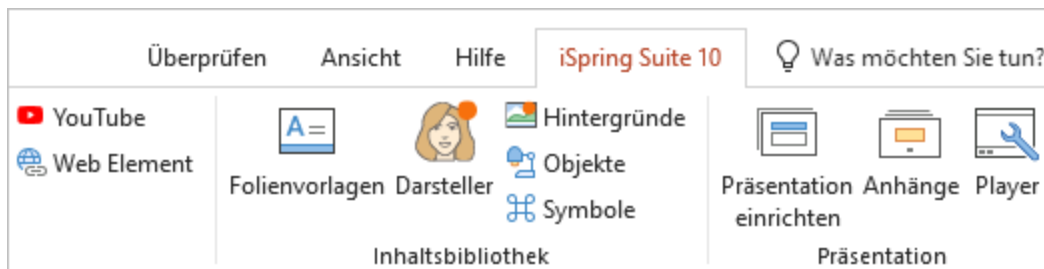 Überprüfen Ansicht Hilfe iSpring Suite 10 Was möchten Sie tun?
YouTube
Web Element
A=
Folienvorlagen
Darsteller
Hintergründe
Objekte
Symbole
Inhaltsbibliothek
Präsentation
einrichten
Anhänge
Player
Präsentation